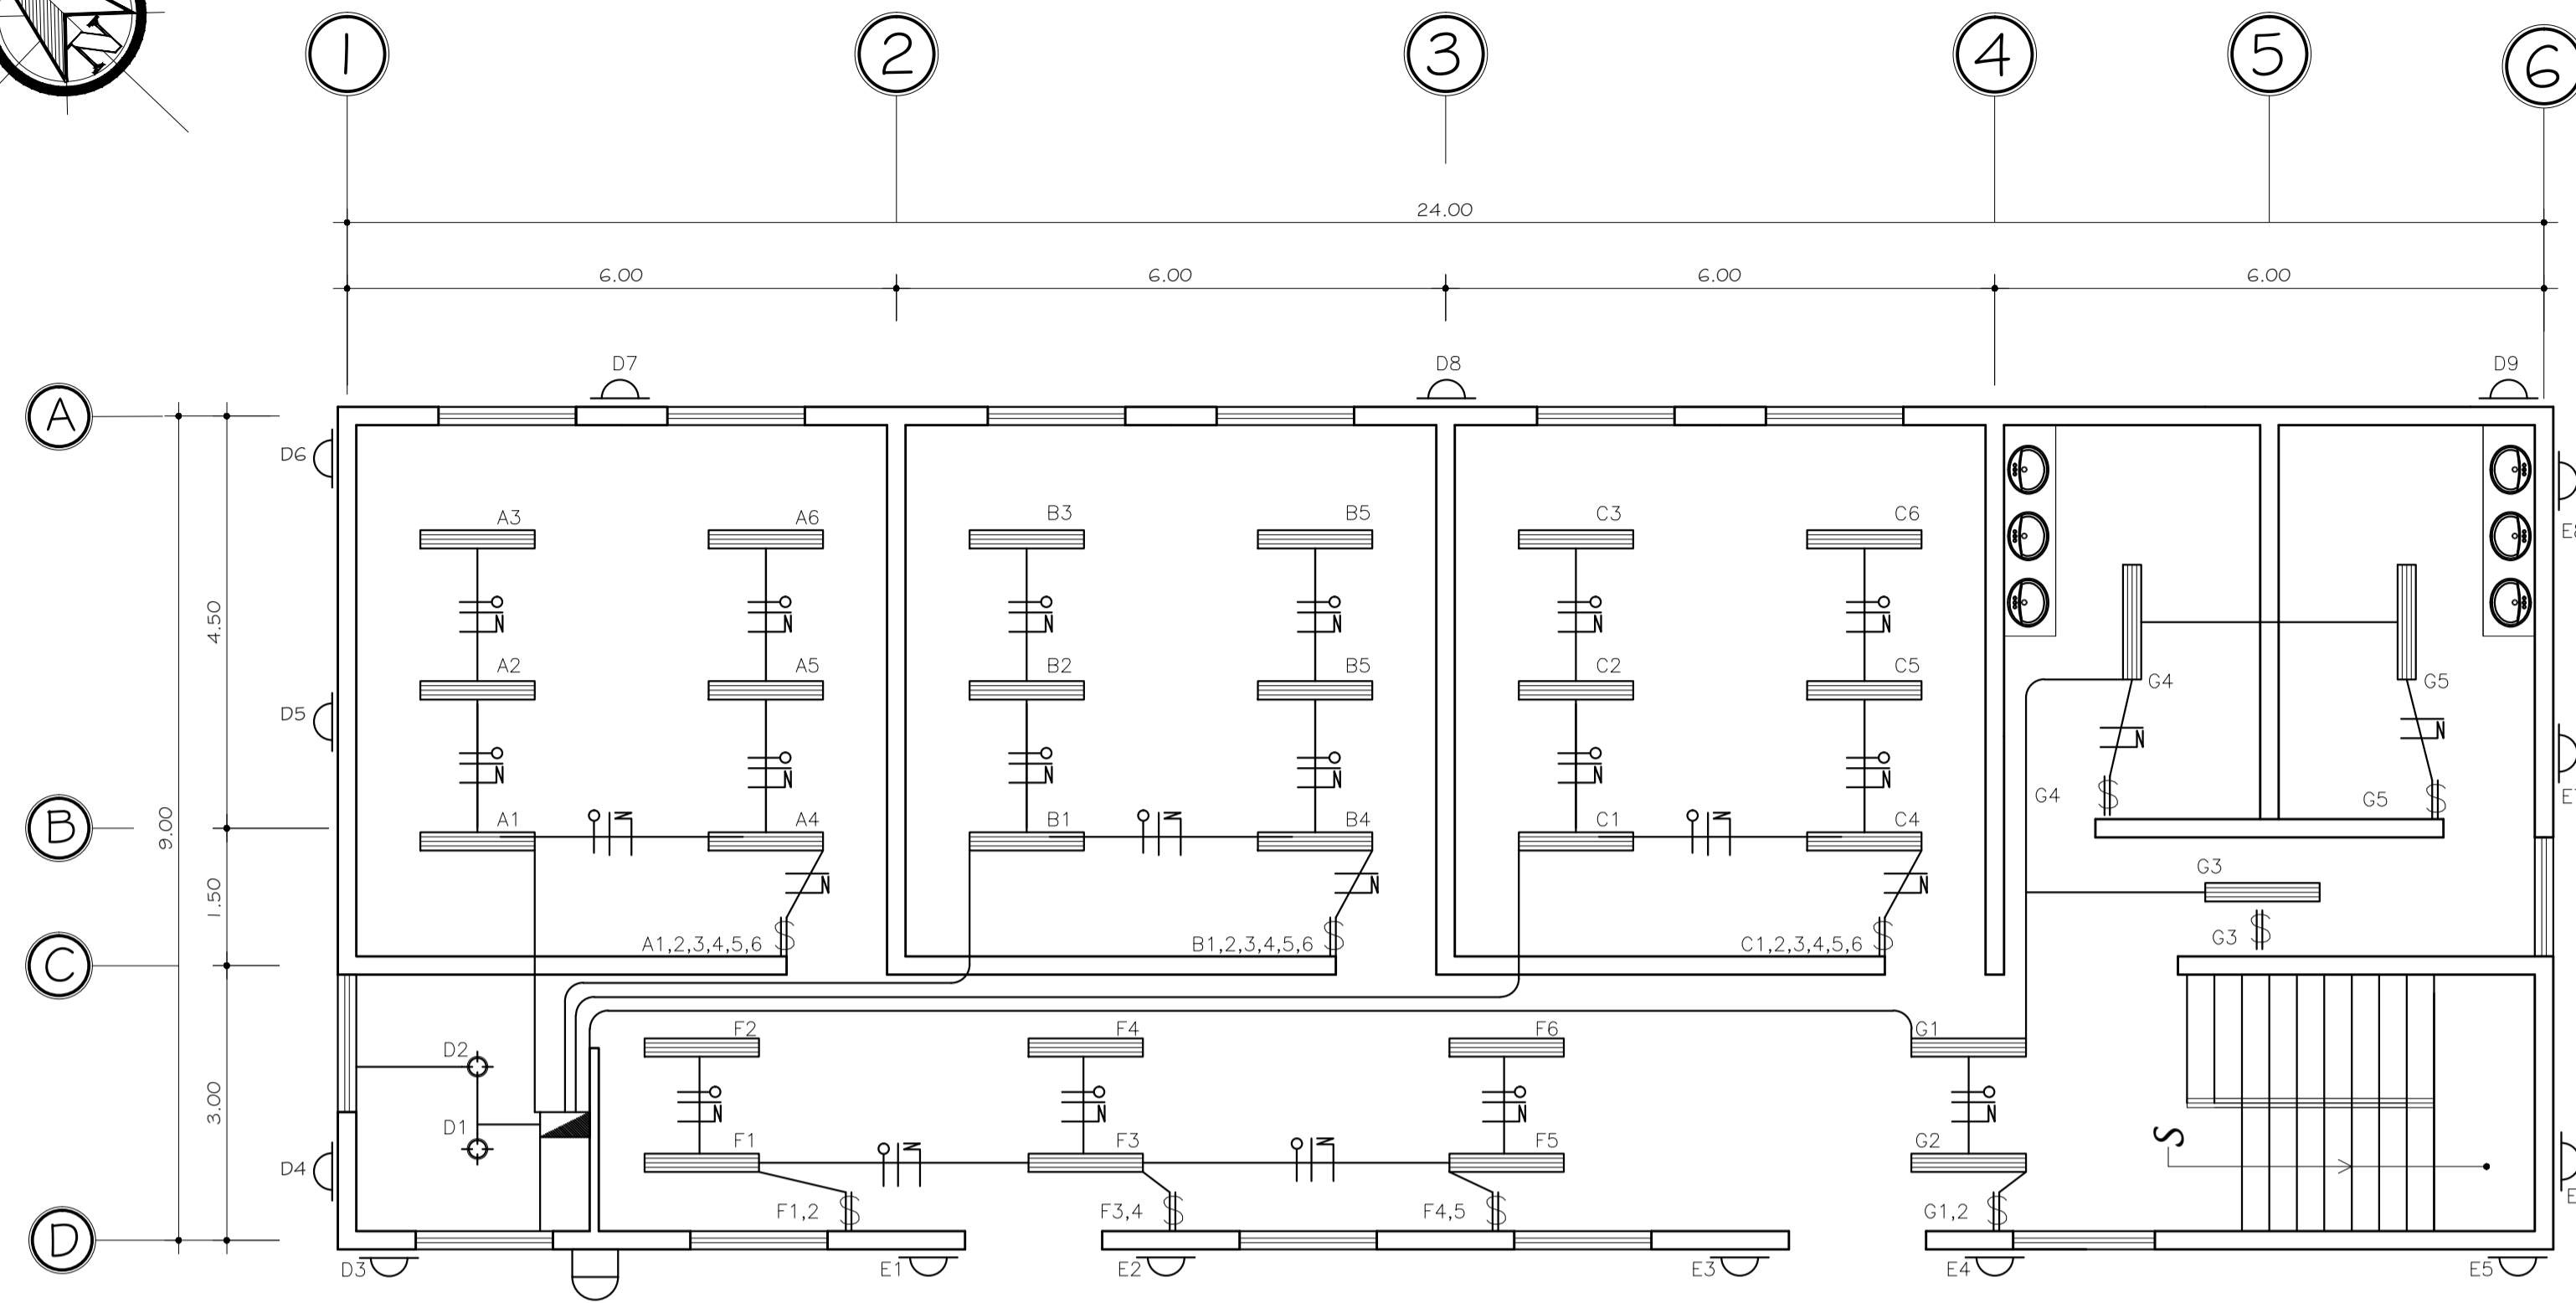 N
1 2 3 4 5 6
24.00
6.00 6.00 6.00 6.00
D7 D8 D9
A
D6
A3 A6 B3 B5 C3 C6
E8
4.50
A2 A5 B2 B5 C2 C5
G4 G5
D5
N N N N N N
N N N N N N
N N
G4 G5
B
9.00
A1 N A4 B1 N B4 C1 N C4
G3
N N N
1.50
A1,2,3,4,5,6 B1,2,3,4,5,6 C1,2,3,4,5,6
$ $ $ $ $ $
G3
C
F2 F4 F6 G1
D2
3.00
N N N N
D1
F1 N F3 N F5 G2
S
D4
F1,2 $ F3,4 $ F4,5 $ G1,2 $
D
D3 E1 E2 E3 E4 E5